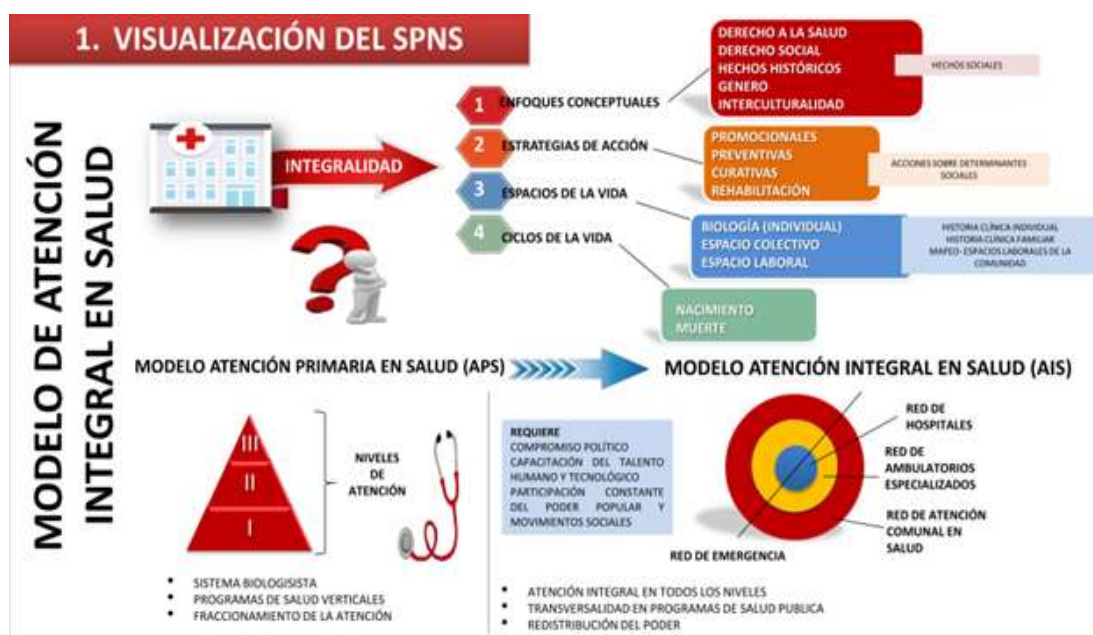 1. VISUALIZACIÓN DEL SPNS
MODELO DE ATENCIÓN
INTEGRAL EN SALUD
INTEGRALIDAD
1
ENFOQUES CONCEPTUALES
2
ESTRATEGIAS DE ACCIÓN
3
ESPACIOS DE LA VIDA
4
CICLOS DE LA VIDA
DERECHO A LA SALUD
DERECHO SOCIAL
HECHOS HISTÓRICOS
GENERO
INTERCULTURALIDAD
HECHOS SOCIALES
PROMOCIONALES
PREVENTIVAS
CURATIVAS
REHABILITACIÓN
ACCIONES SOBRE DETERMINANTES
SOCIALES
BIOLOGÍA (INDIVIDUAL)
ESPACIO COLECTIVO
ESPACIO LABORAL
HISTORIA CLÍNICA INDIVIDUAL
HISTORIA CLÍNICA FAMILIAR
MAPEO- ESPACIOS LABORALES DE LA
COMUNIDAD
NACIMIENTO
MUERTE
MODELO ATENCIÓN PRIMARIA EN SALUD (APS)
MODELO ATENCIÓN INTEGRAL EN SALUD (AIS)
III
II
I
NIVELES
DE
ATENCIÓN
SISTEMA BIOLOGISISTA
PROGRAMAS DE SALUD VERTICALES
FRACCIONAMIENTO DE LA ATENCIÓN
REQUIERE
COMPROMISO POLÍTICO
CAPACITACIÓN DEL TALENTO
HUMANO Y TECNOLÓGICO
PARTICIPACIÓN CONSTANTE
DEL PODER POPULAR Y
MOVIMIENTOS SOCIALES
RED DE
HOSPITALES
RED DE
AMBULATORIOS
ESPECIALIZADOS
RED DE ATENCIÓN
COMUNAL EN
SALUD
RED DE EMERGENCIA
ATENCIÓN INTEGRAL EN TODOS LOS NIVELES
TRANSVERSALIDAD EN PROGRAMAS DE SALUD PUBLICA
REDISTRIBUCIÓN DEL PODER